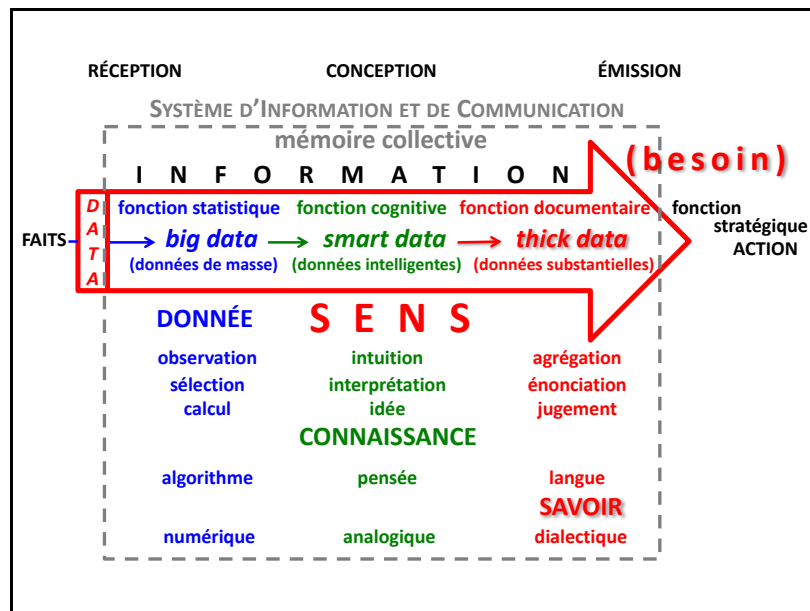 RÉCEPTION CONCEPTION ÉMISSION
SYSTÈME D'INFORMATION ET DE COMMUNICATION
mémoire collective
(besoin)
I N F O R M A T I O N
DATA
fonction statistique fonction cognitive fonction documentaire fonction
stratégique
FAITS big data smart data thick data
ACTION
(données de masse) (données intelligentes) (données substantielles)
DONNÉE S E N S
observation intuition agrégation
sélection interprétation énonciation
calcul idée jugement
CONNAISSANCE
algorithme pensée langue
SAVOIR
numérique analogique dialectique